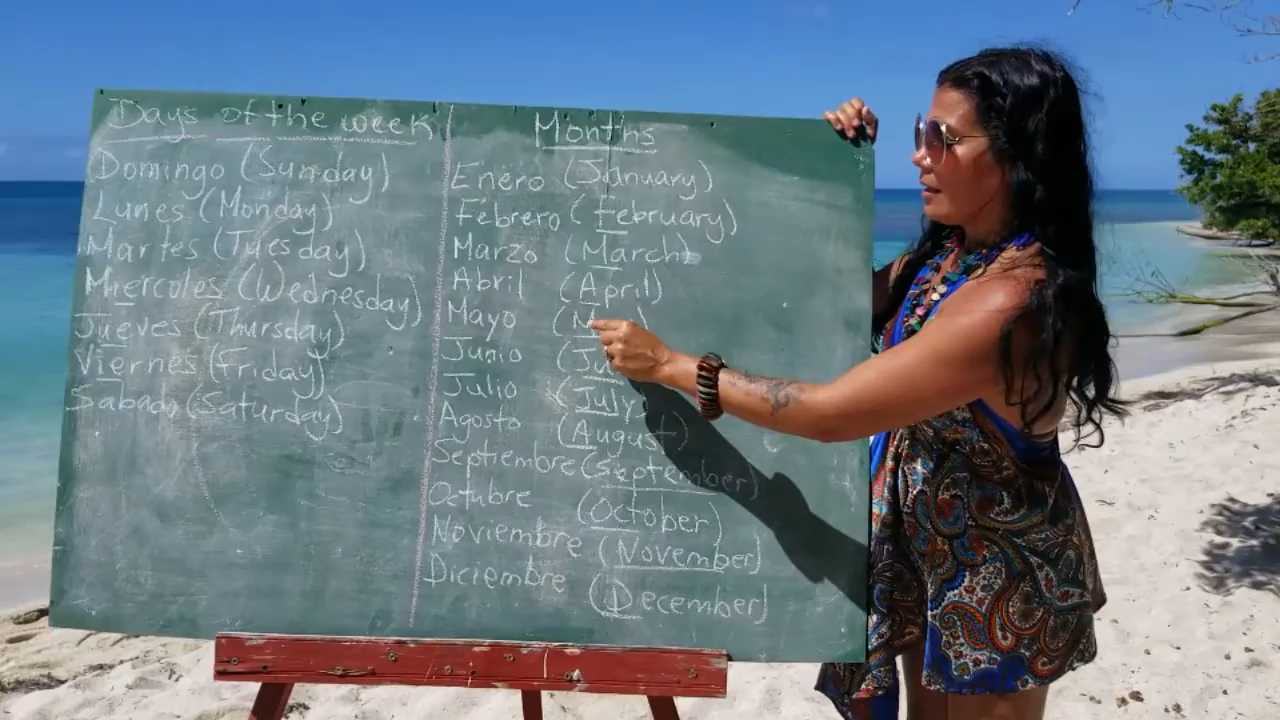 Days of the week
Domingo (Sunday)
Lunes (Monday)
Martes (Tuesday)
Miercoles (Wednesday)
Jueves (Thursday)
Viernes (Friday)
Sabado (Saturday)
Months
Enero (January)
Febrero (February)
Marzo (March)
Abril (April)
Mayo
Junio
Julio (July)
Agosto (August)
Septiembre (September)
Octubre (October)
Noviembre (November)
Diciembre (December)